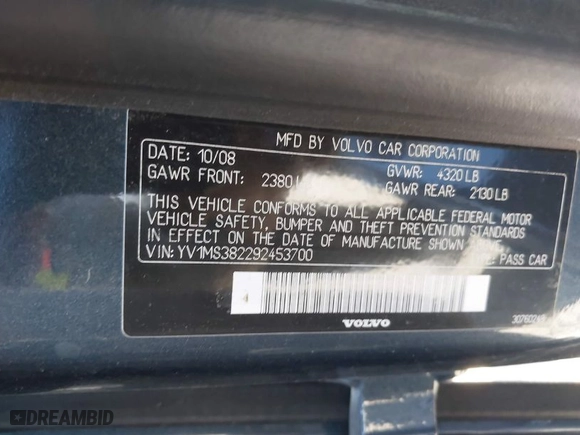 MFD BY VOLVO CAR CORPORATION
DATE: 10/08 GVWR: 4320 LB
GAWR FRONT: 2380 GAWR REAR: 2130 LB
THIS VEHICLE CONFORMS TO ALL APPLICABLE FEDERAL MOTOR
VEHICLE SAFETY, BUMPER AND THEFT PREVENTION STANDARDS
IN EFFECT ON THE DATE OF MANUFACTURE SHOWN
VIN: YV1MS382292453700 PASS CAR
VOLVO
DREAMBID